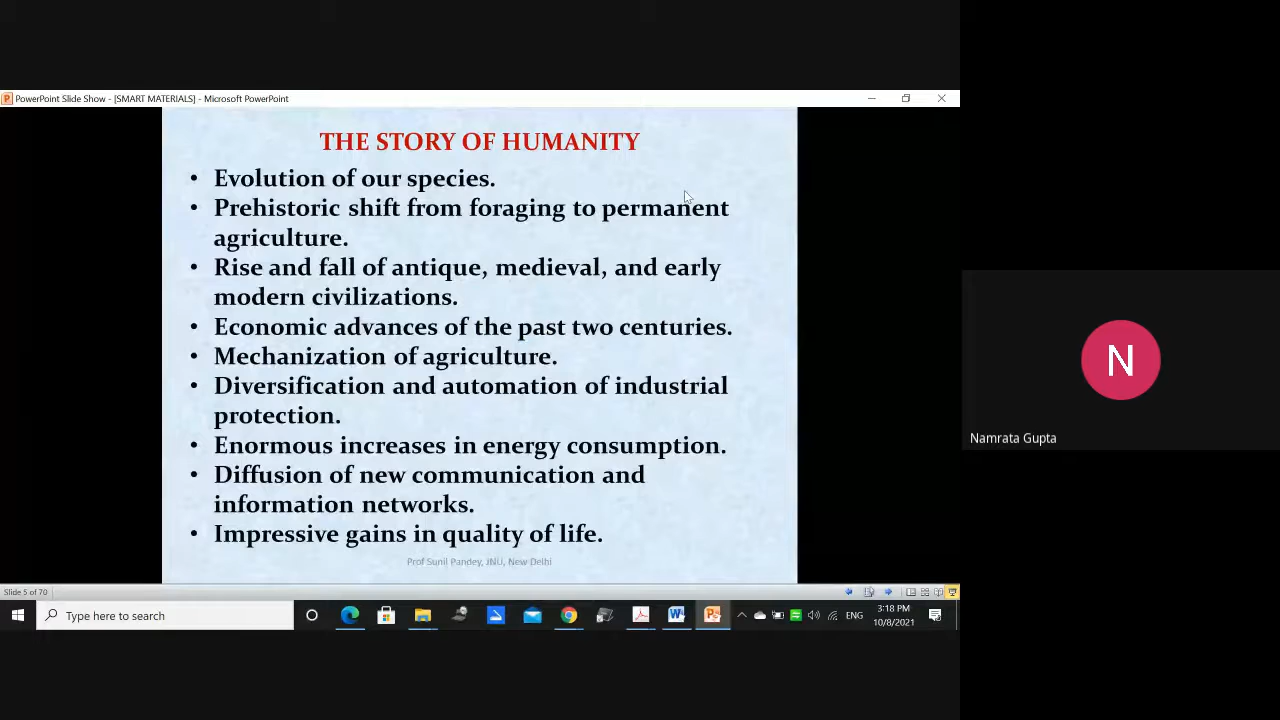 PowerPoint Slide Show - [SMART MATERIALS] - Microsoft PowerPoint
THE STORY OF HUMANITY
• Evolution of our species.
• Prehistoric shift from foraging to permanent
agriculture.
• Rise and fall of antique, medieval, and early
modern civilizations.
• Economic advances of the past two centuries.
• Mechanization of agriculture.
• Diversification and automation of industrial
protection.
• Enormous increases in energy consumption.
• Diffusion of new communication and
information networks.
• Impressive gains in quality of life.
Prof Sunil Pandey, JNU, New Delhi
N
Namrata Gupta
Slide 5 of 70
Type here to search
ENG
3:18 PM
10/8/2021